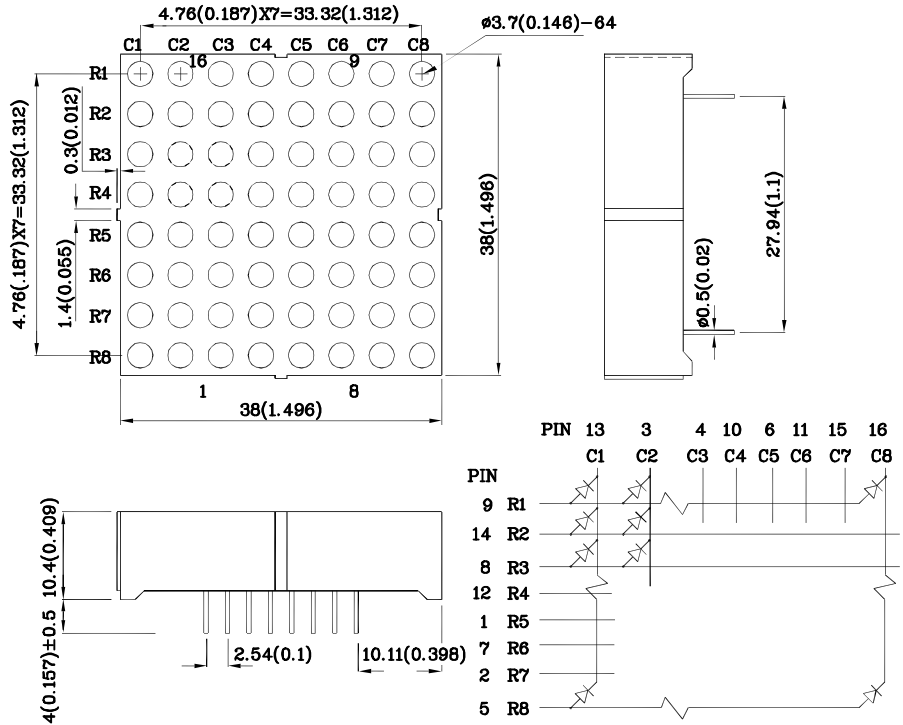 4.76(0.187)X7=33.32(1.312)
ø3.7(0.146)-64
C1 C2 C3 C4 C5 C6 C7 C8
16 9
R1
R2
R3
R4
R5
R6
R7
R8
4.76(.187)X7=33.32(1.312)
0.3(0.012)
1.4(0.055)
38(1.496)
1 8
38(1.496)
27.94(1.1)
ø0.5(0.02)
10.4(0.409)
4(0.157)±0.5
2.54(0.1)
10.11(0.398)
PIN 13 3 4 10 6 11 15 16
C1 C2 C3 C4 C5 C6 C7 C8
PIN
9 R1
14 R2
8 R3
12 R4
1 R5
7 R6
2 R7
5 R8